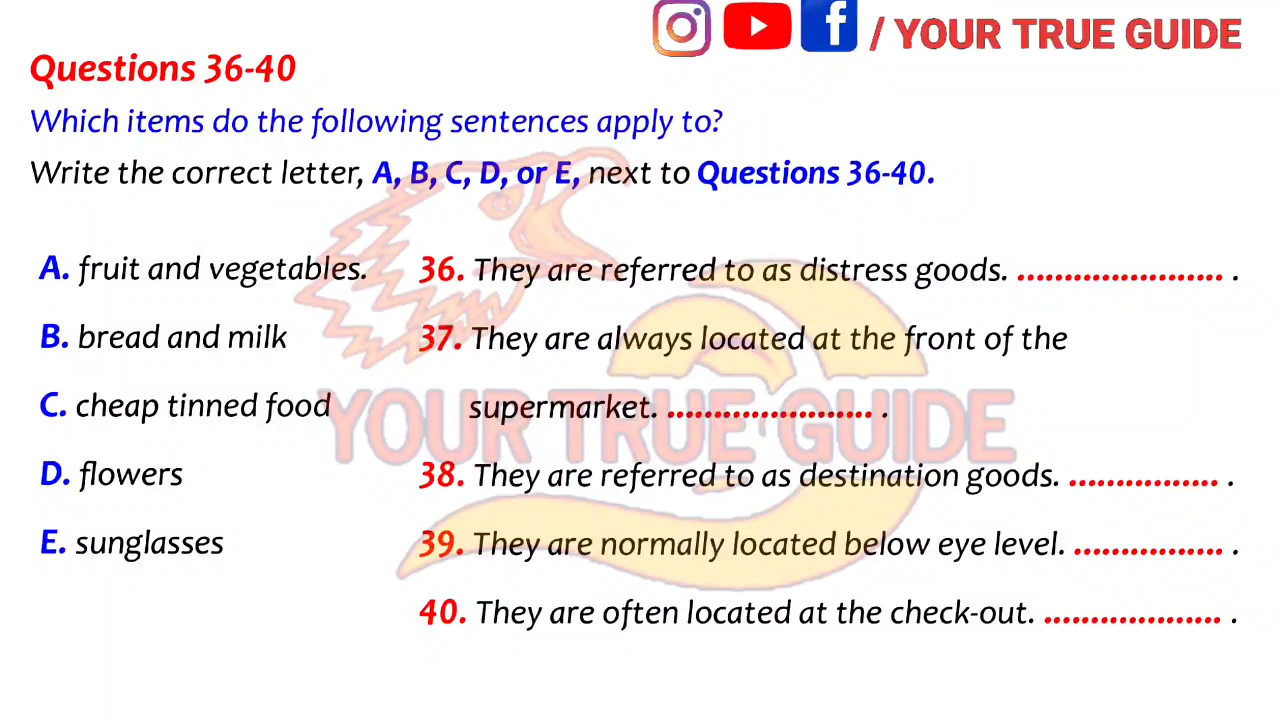 / YOUR TRUE GUIDE
Questions 36-40
Which items do the following sentences apply to?
Write the correct letter, A, B, C, D, or E, next to Questions 36-40.
A. fruit and vegetables.
B. bread and milk
C. cheap tinned food
D. flowers
E. sunglasses
36. They are referred to as distress goods. ...................... .
37. They are always located at the front of the
supermarket. ...................... .
38. They are referred to as destination goods. ................ .
39. They are normally located below eye level. ................ .
40. They are often located at the check-out. ................... .
YOUR TRUE GUIDE